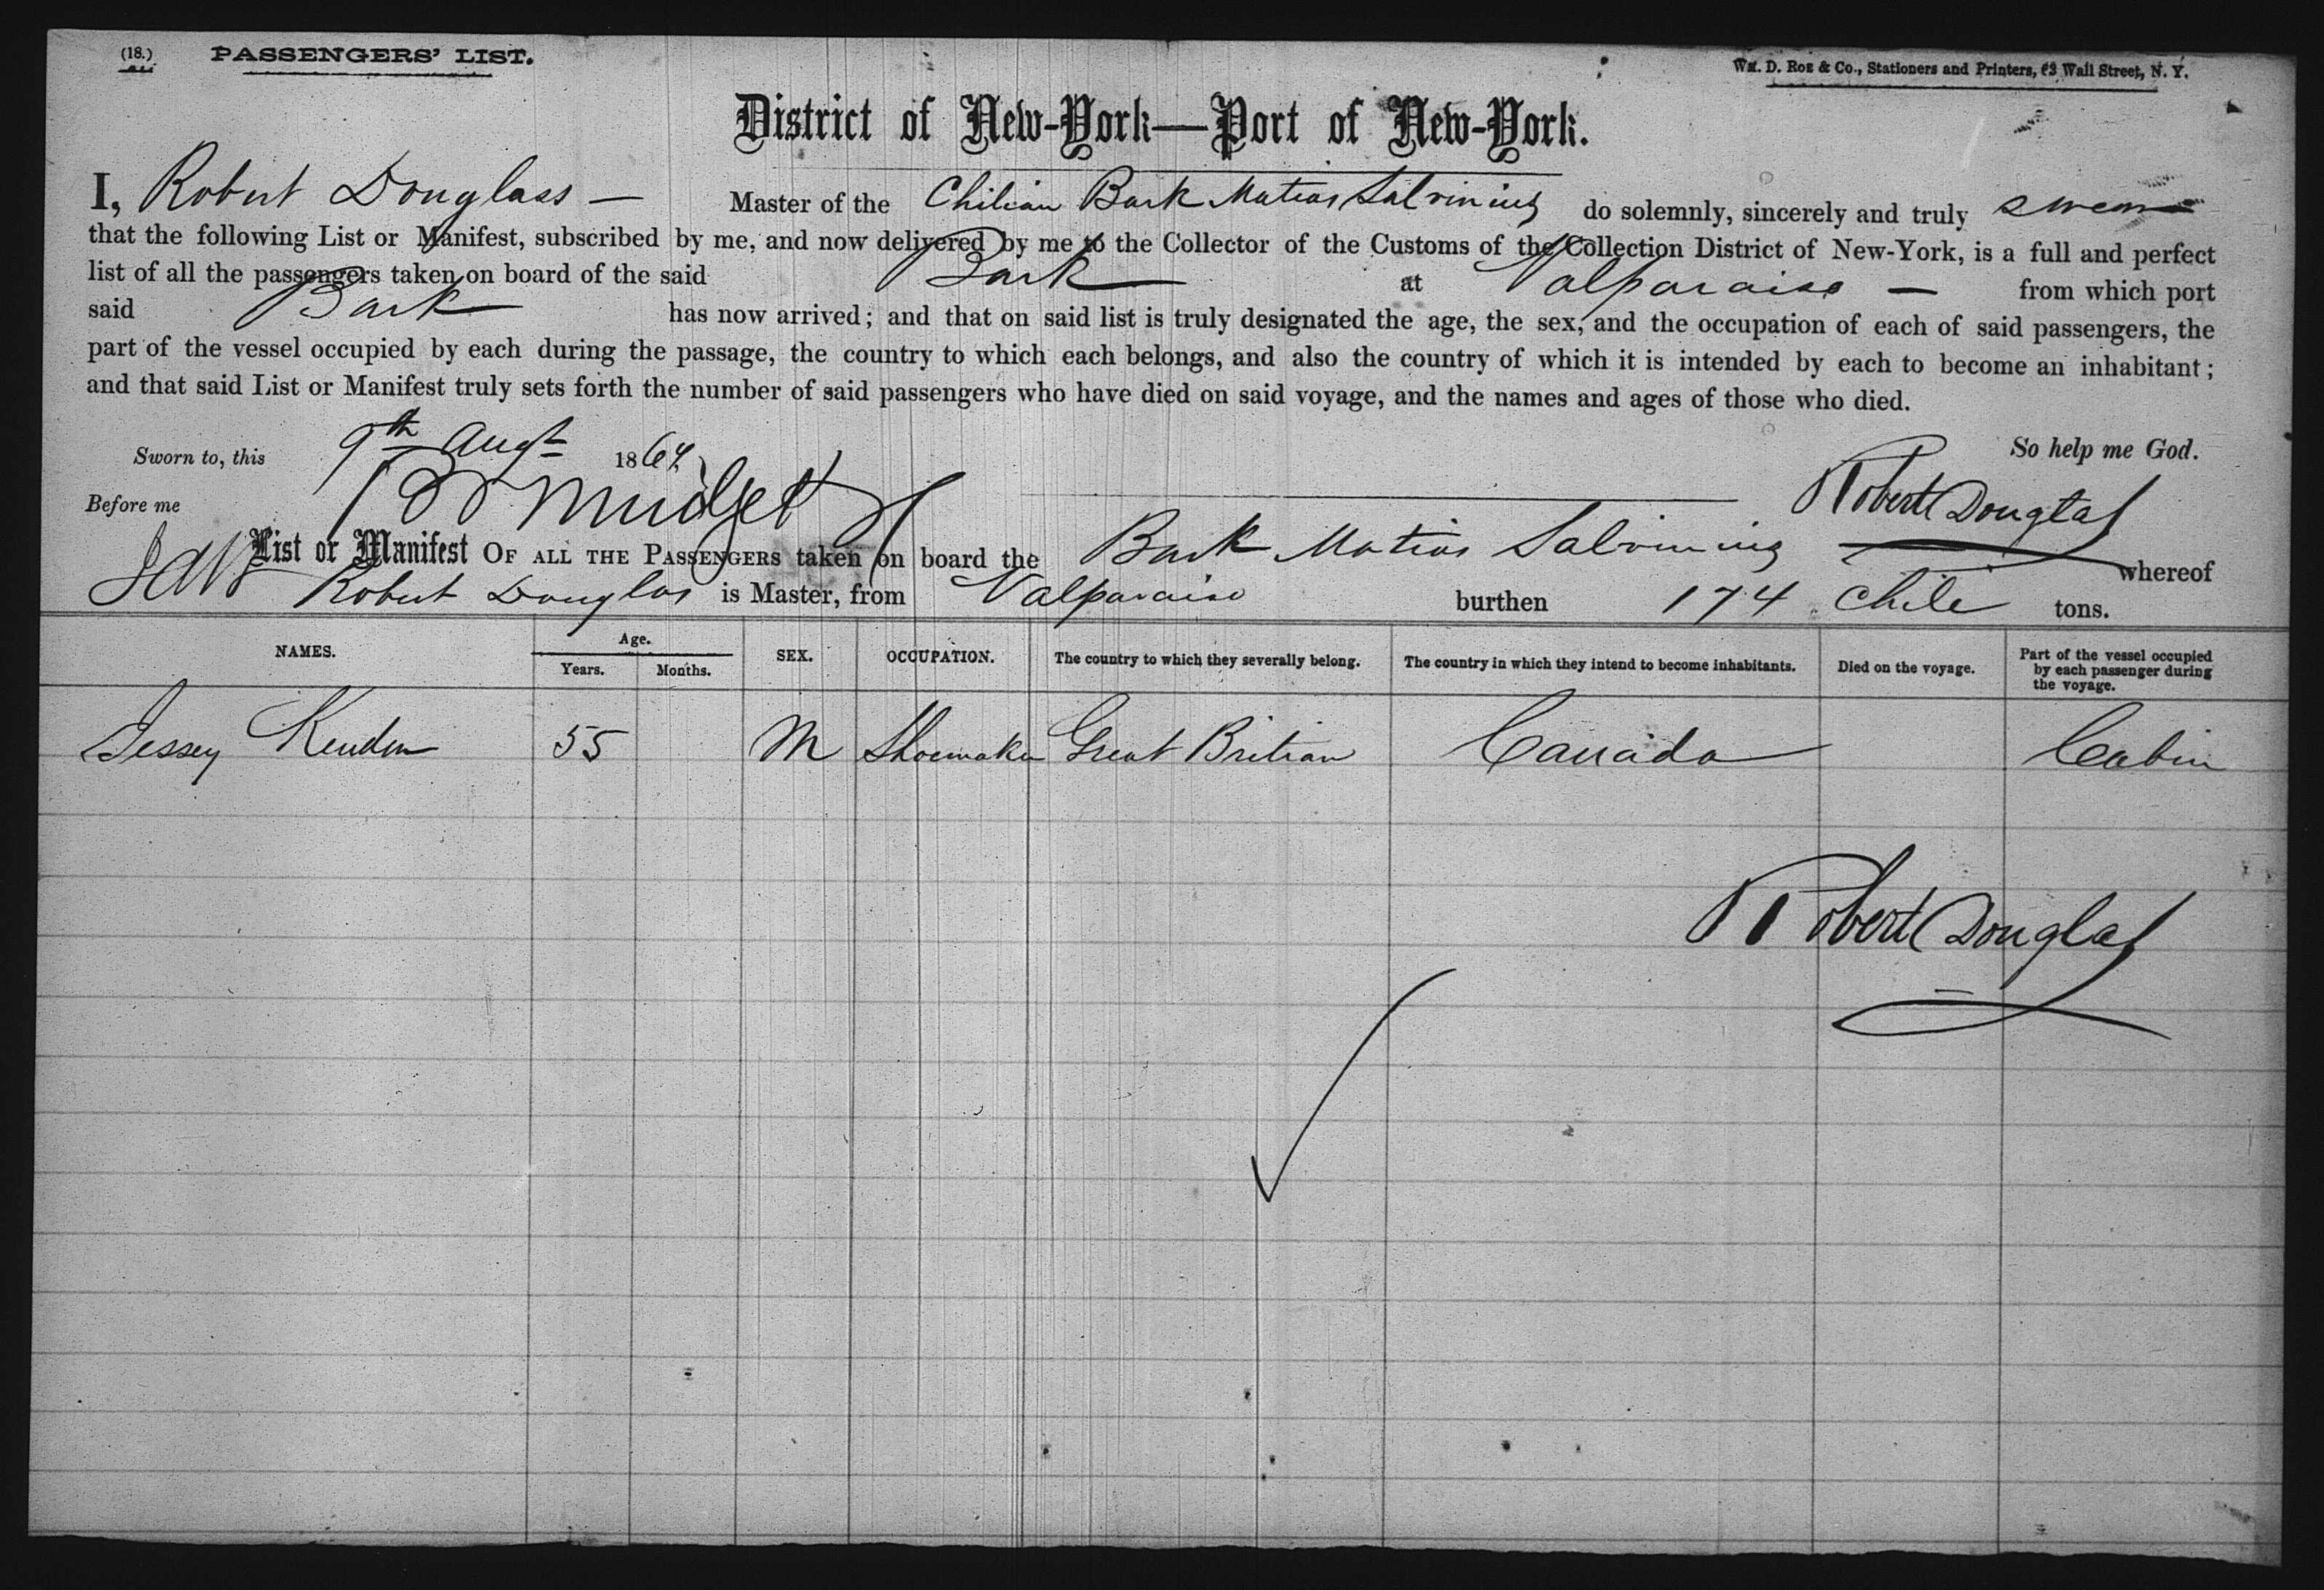 (18.) PASSENGERS' LIST.
Wm. D. Roe & Co., Stationers and Printers, 63 Wall Street, N. Y.
District of New-York—Port of New-York.
I, Robert Douglass — Master of the Chilian Bark Matias Salvining do solemnly, sincerely and truly swear
that the following List or Manifest, subscribed by me, and now delivered by me to the Collector of the Customs of the Collection District of New-York, is a full and perfect
list of all the passengers taken on board of the said Bark at Valparaiso — from which port
said Bark has now arrived; and that on said list is truly designated the age, the sex, and the occupation of each of said passengers, the
part of the vessel occupied by each during the passage, the country to which each belongs, and also the country of which it is intended by each to become an inhabitant;
and that said List or Manifest truly sets forth the number of said passengers who have died on said voyage, and the names and ages of those who died.
Sworn to, this 9th Augt 1864 So help me God.
Before me Robert Douglas
List or Manifest OF ALL THE PASSENGERS taken on board the Bark Matias Salvining whereof
Robert Douglas is Master, from Valparaiso burthen 174 Chile tons.
NAMES. Age. Years. Months. SEX. OCCUPATION. The country to which they severally belong. The country in which they intend to become inhabitants. Died on the voyage. Part of the vessel occupied by each passenger during the voyage.
Jessey 55 M Shoemaker Great Britian Canada Cabin
Robert Douglas